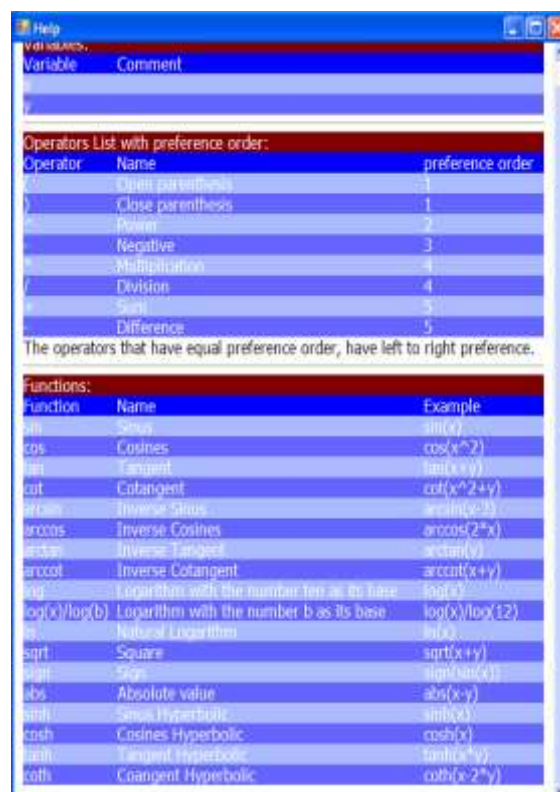 Help
Variables:
Variable Comment
x
y
Operators List with preference order:
Operator Name preference order
( Open parenthesis 1
) Close parenthesis 1
^ Power 2
- Negative 3
* Multiplication 4
/ Division 4
+ Sum 5
- Difference 5
The operators that have equal preference order, have left to right preference.
Functions:
Function Name Example
sin Sinus sin(x)
cos Cosines cos(x^2)
tan Tangent tan(x+y)
cot Cotangent cot(x^2+y)
arcsin Inverse Sinus arcsin(x-3)
arccos Inverse Cosines arccos(2*x)
arctan Inverse Tangent arctan(y)
arccot Inverse Cotangent arccot(x+y)
log Logarithm with the number ten as its base log(x)
log(x)/log(b) Logarithm with the number b as its base log(x)/log(12)
ln Natural Logarithm ln(x)
sqrt Square sqrt(x+y)
sign Sign sign(sin(x))
abs Absolute value abs(x-y)
sinh Sinus Hyperbolic sinh(x)
cosh Cosines Hyperbolic cosh(x)
tanh Tangent Hyperbolic tanh(x*y)
coth Coangent Hyperbolic coth(x-2*y)